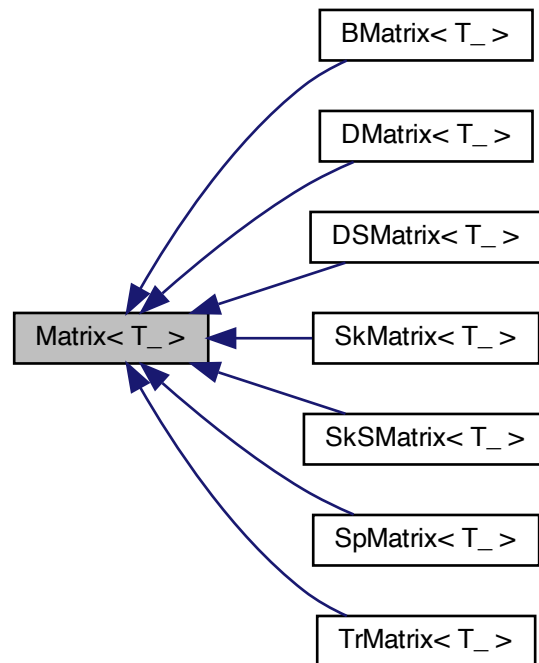 BMatrix< T_ >
DMatrix< T_ >
DSMatrix< T_ >
Matrix< T_ >
SkMatrix< T_ >
SkSMatrix< T_ >
SpMatrix< T_ >
TrMatrix< T_ >